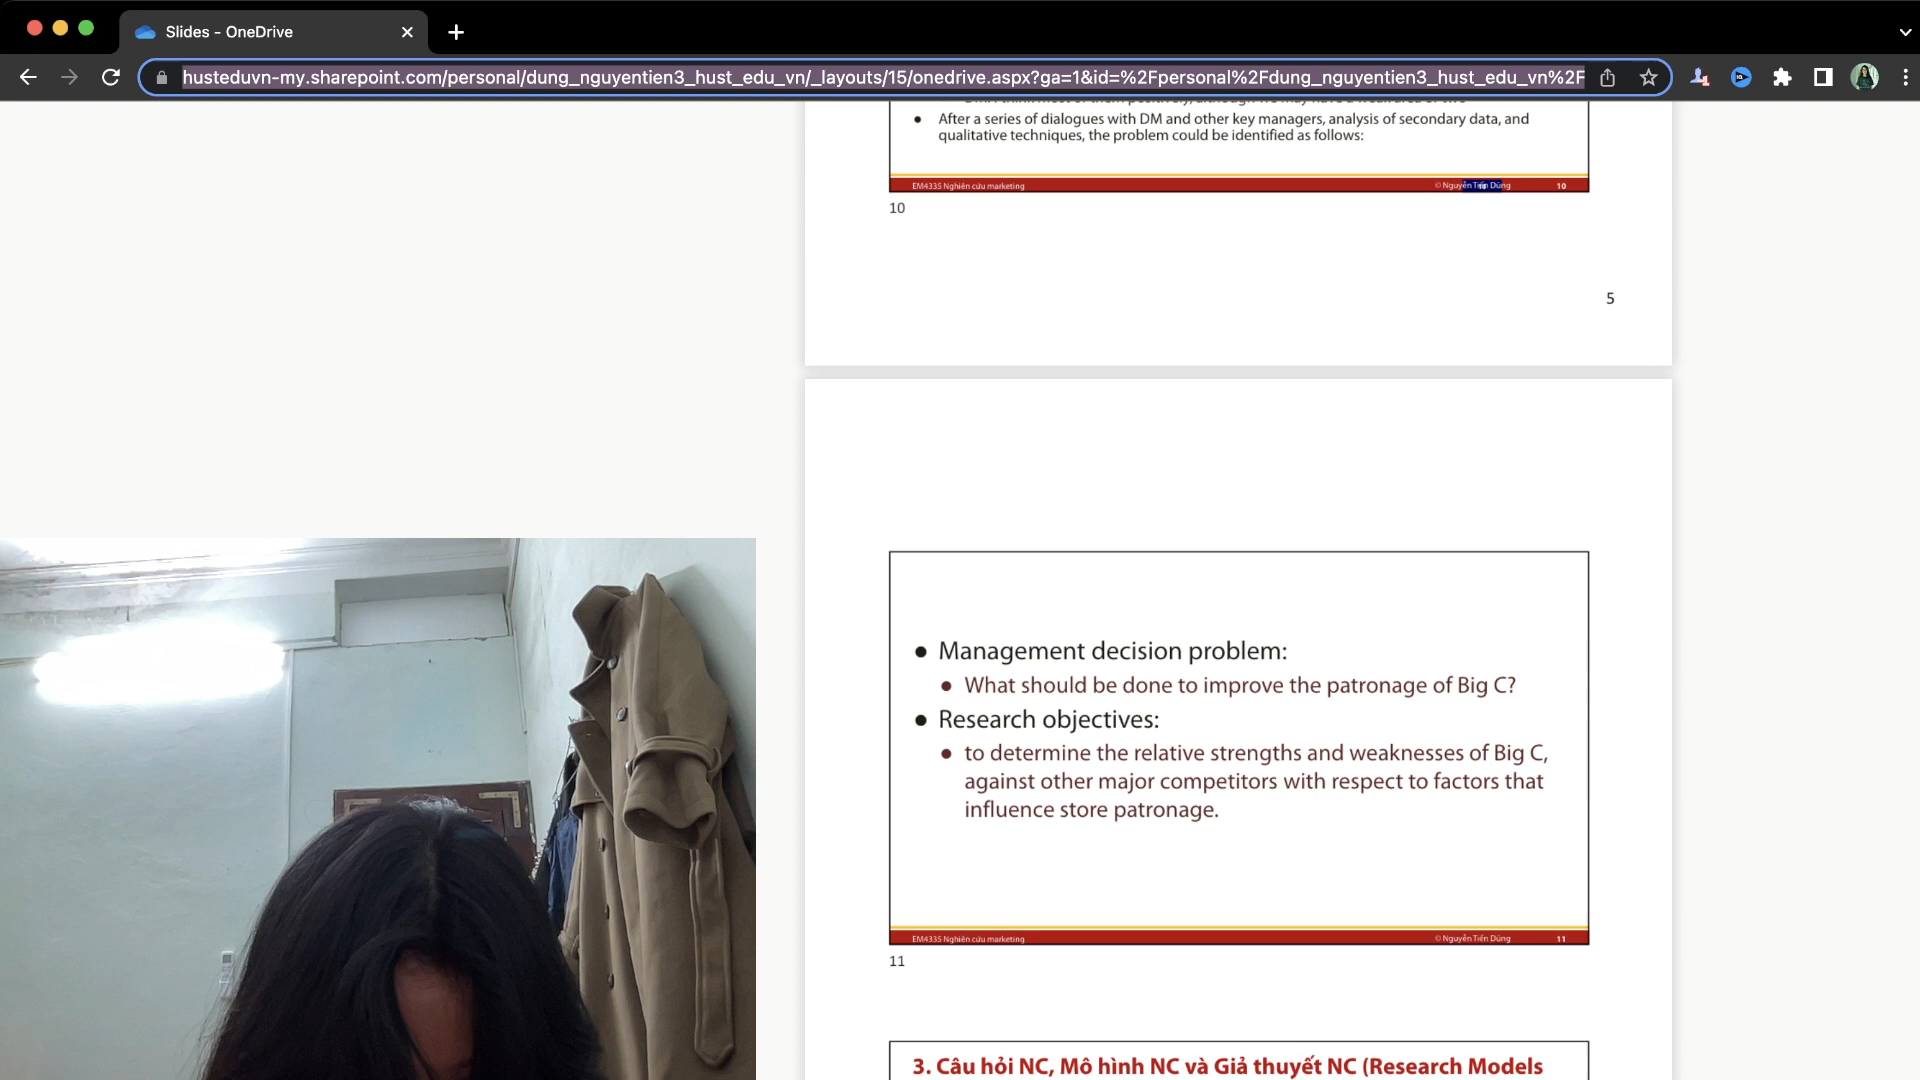 Slides - OneDrive
husteduvn-my.sharepoint.com/personal/dung_nguyentien3_hust_edu_vn/_layouts/15/onedrive.aspx?ga=1&id=%2Fpersonal%2Fdung_nguyentien3_hust_edu_vn%2F
● After a series of dialogues with DM and other key managers, analysis of secondary data, and
qualitative techniques, the problem could be identified as follows:
EM4335 Nghiên cứu marketing © Nguyễn Tiến Dũng 10
10
5
● Management decision problem:
● What should be done to improve the patronage of Big C?
● Research objectives:
● to determine the relative strengths and weaknesses of Big C,
against other major competitors with respect to factors that
influence store patronage.
EM4335 Nghiên cứu marketing © Nguyễn Tiến Dũng 11
11
3. Câu hỏi NC, Mô hình NC và Giả thuyết NC (Research Models